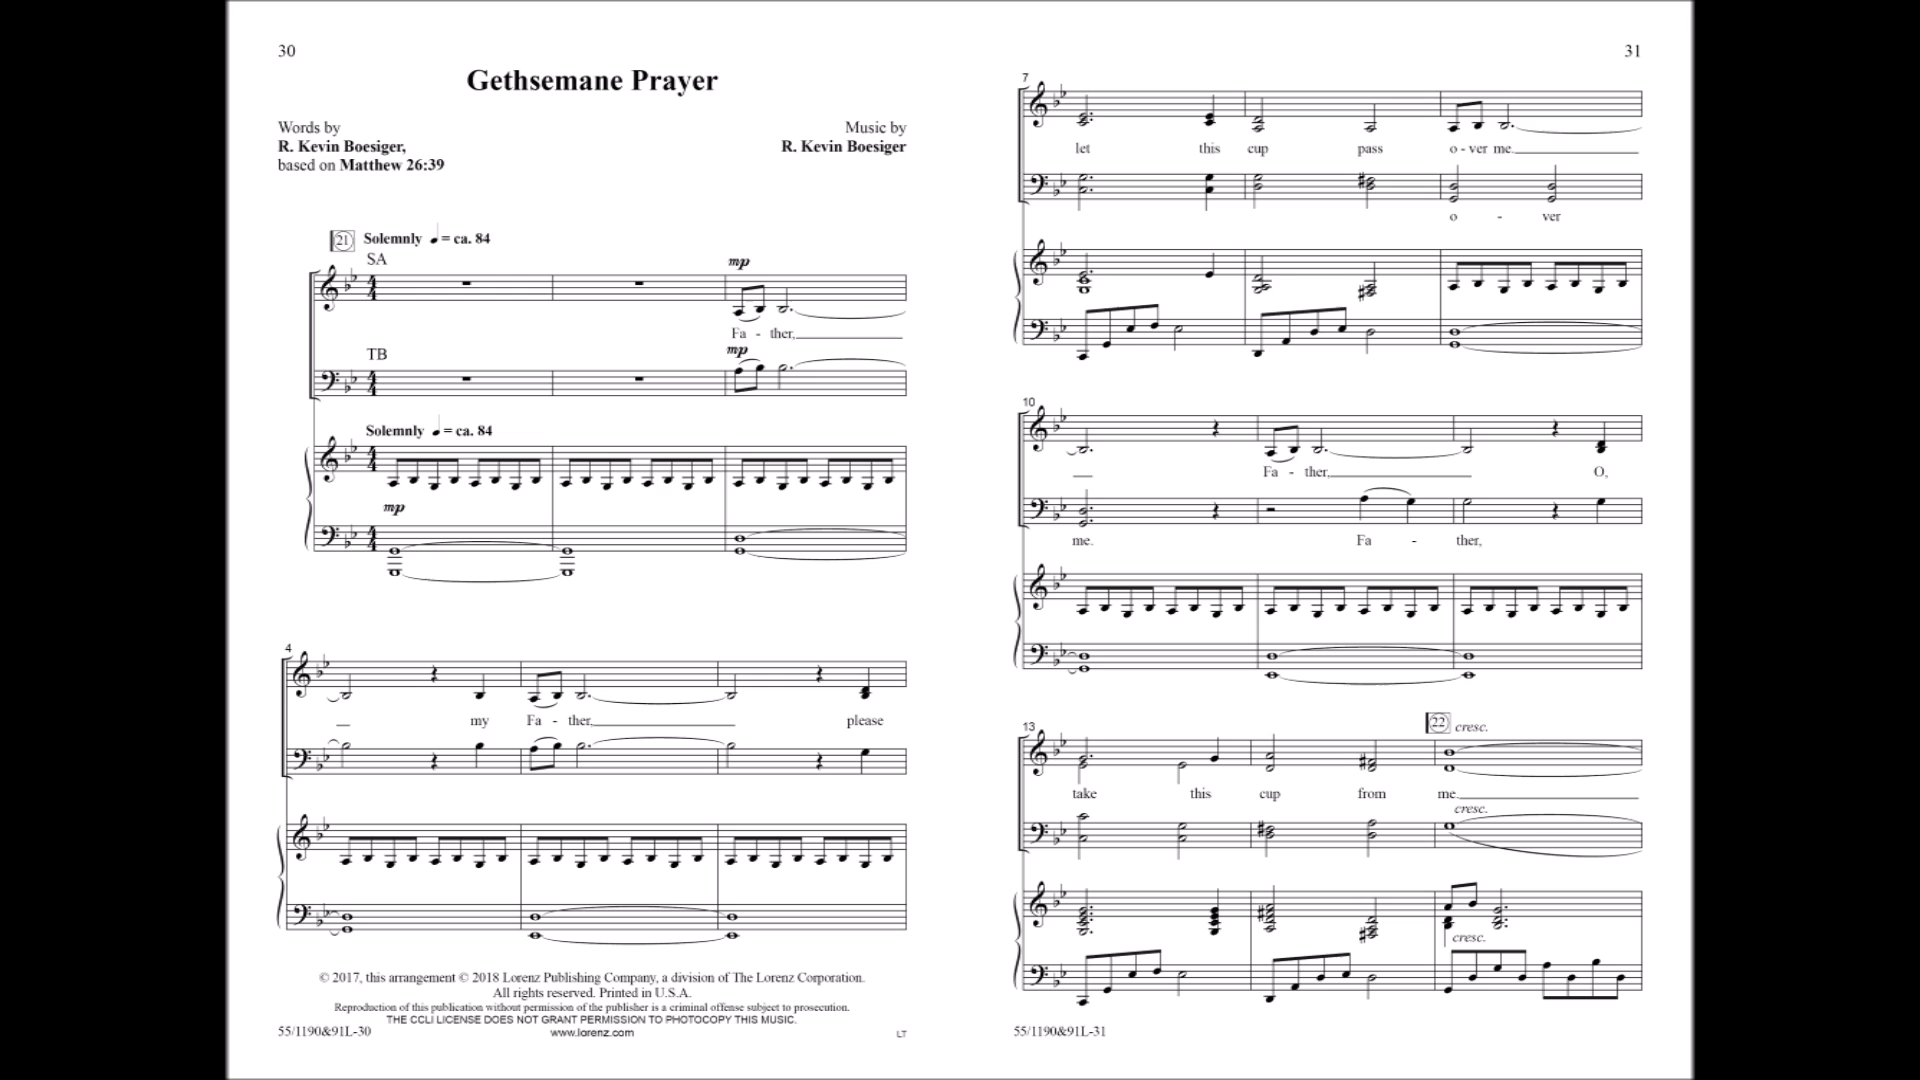 30
Gethsemane Prayer
Words by
R. Kevin Boesiger,
based on Matthew 26:39
Music by
R. Kevin Boesiger
21 Solemnly ♩ = ca. 84
SA
mp
Fa - ther,
TB
mp
Solemnly ♩ = ca. 84
mp
4
my Fa - ther, please
© 2017, this arrangement © 2018 Lorenz Publishing Company, a division of The Lorenz Corporation.
All rights reserved. Printed in U.S.A.
Reproduction of this publication without permission of the publisher is a criminal offense subject to prosecution.
THE CCLI LICENSE DOES NOT GRANT PERMISSION TO PHOTOCOPY THIS MUSIC.
www.lorenz.com
55/1190&91L-30
LT
31
7
let this cup pass o - ver me.
o - ver
10
Fa - ther, O,
me. Fa - ther,
13
22 cresc.
take this cup from me.
cresc.
cresc.
55/1190&91L-31